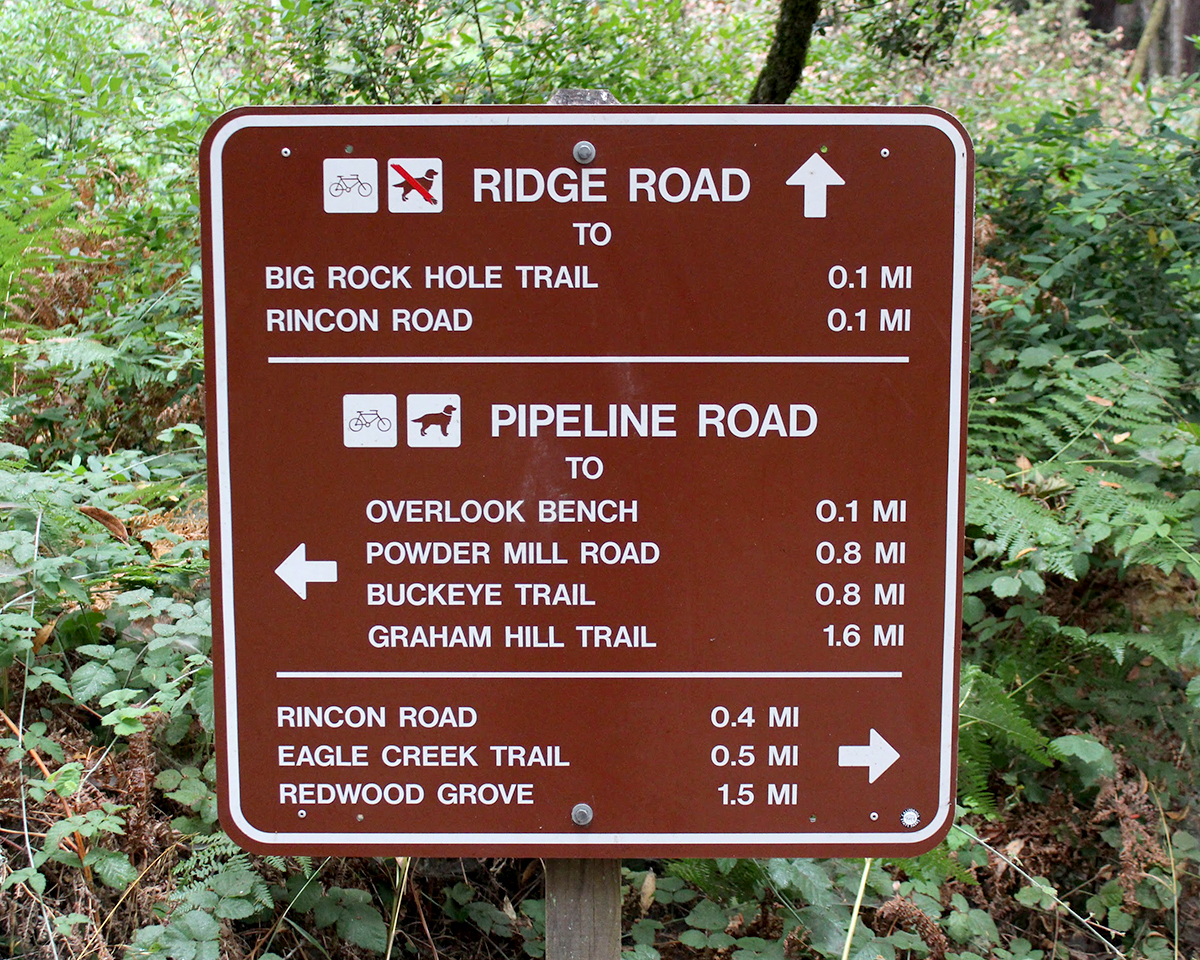 RIDGE ROAD
TO
BIG ROCK HOLE TRAIL 0.1 MI
RINCON ROAD 0.1 MI
PIPELINE ROAD
TO
OVERLOOK BENCH 0.1 MI
POWDER MILL ROAD 0.8 MI
BUCKEYE TRAIL 0.8 MI
GRAHAM HILL TRAIL 1.6 MI
RINCON ROAD 0.4 MI
EAGLE CREEK TRAIL 0.5 MI
REDWOOD GROVE 1.5 MI